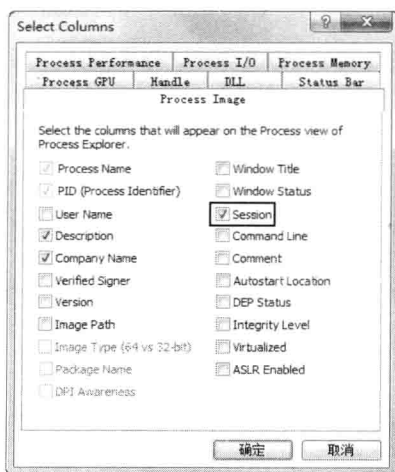 Select Columns
Process Performance Process I/O Process Memory
Process GPU Handle DLL Status Bar
Process Image
Select the columns that will appear on the Process view of
Process Explorer.
Process Name
PID (Process Identifier)
User Name
Description
Company Name
Verified Signer
Version
Image Path
Image Type (64 vs 32-bit)
Package Name
DPI Awareness
Window Title
Window Status
Session
Command Line
Comment
Autostart Location
DEP Status
Integrity Level
Virtualized
ASLR Enabled
确定 取消